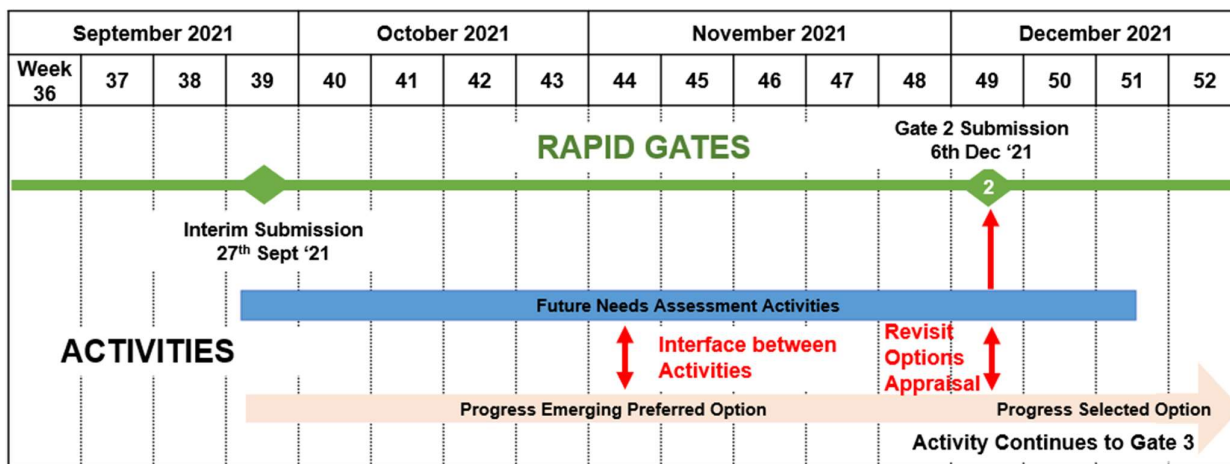 September 2021 October 2021 November 2021 December 2021
Week 36 37 38 39 40 41 42 43 44 45 46 47 48 49 50 51 52
Gate 2 Submission
6th Dec ‘21
RAPID GATES
2
Interim Submission
27th Sept ‘21
Future Needs Assessment Activities
ACTIVITIES
Interface between
Activities
Revisit
Options
Appraisal
Progress Emerging Preferred Option
Progress Selected Option
Activity Continues to Gate 3